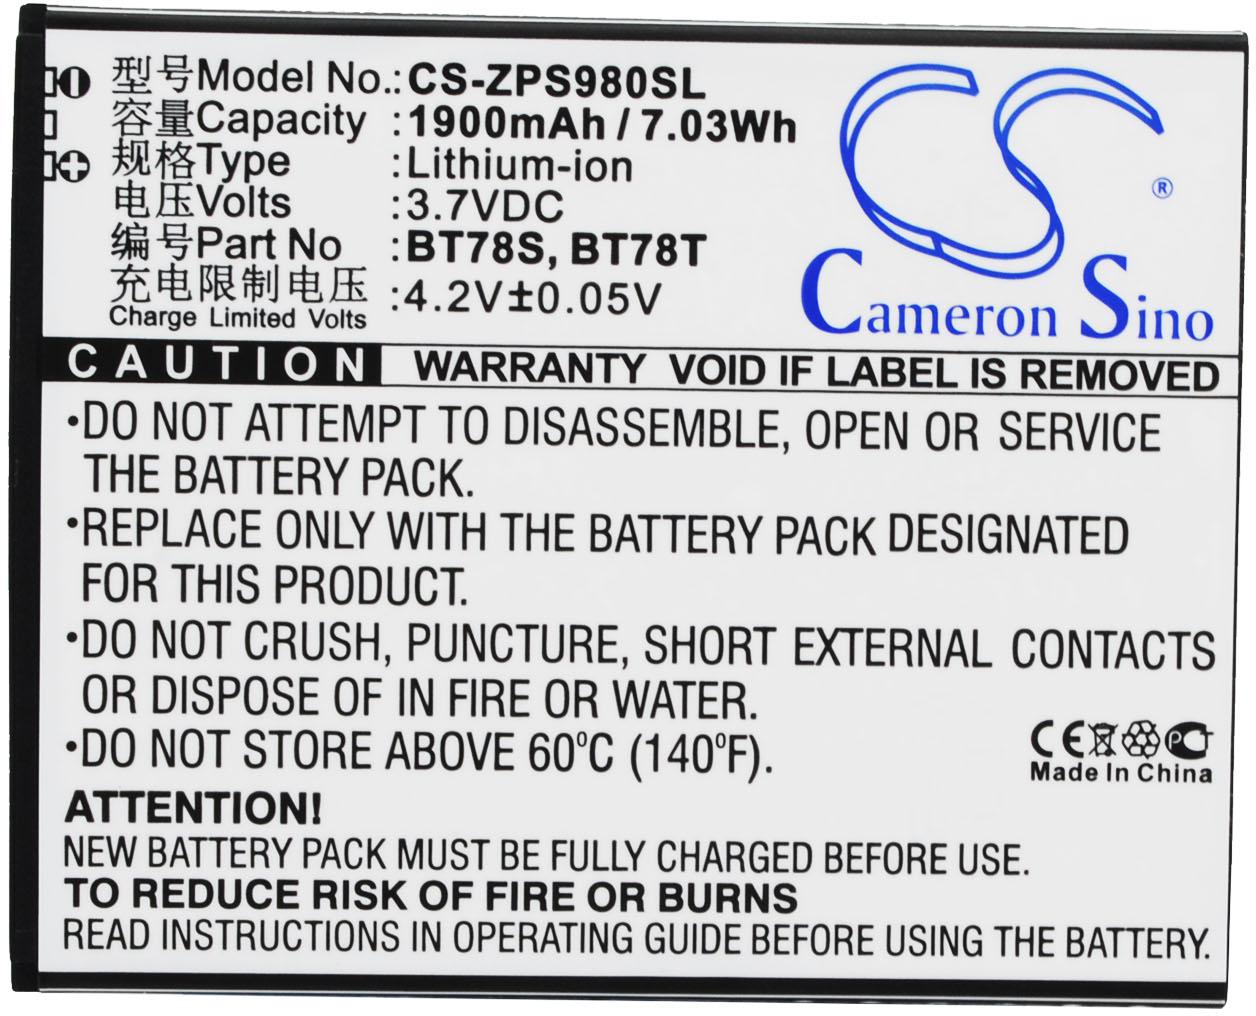 型号Model No.:CS-ZPS980SL
容量Capacity :1900mAh / 7.03Wh
规格Type :Lithium-ion
电压Volts :3.7VDC
编号Part No :BT78S, BT78T
充电限制电压 :4.2V±0.05V
Charge Limited Volts
CS ®
Cameron Sino
CAUTION WARRANTY VOID IF LABEL IS REMOVED
•DO NOT ATTEMPT TO DISASSEMBLE, OPEN OR SERVICE
THE BATTERY PACK.
•REPLACE ONLY WITH THE BATTERY PACK DESIGNATED
FOR THIS PRODUCT.
•DO NOT CRUSH, PUNCTURE, SHORT EXTERNAL CONTACTS
OR DISPOSE OF IN FIRE OR WATER.
•DO NOT STORE ABOVE 60°C (140°F).
CE
Made In China
ATTENTION!
NEW BATTERY PACK MUST BE FULLY CHARGED BEFORE USE.
TO REDUCE RISK OF FIRE OR BURNS
READ INSTRUCTIONS IN OPERATING GUIDE BEFORE USING THE BATTERY.